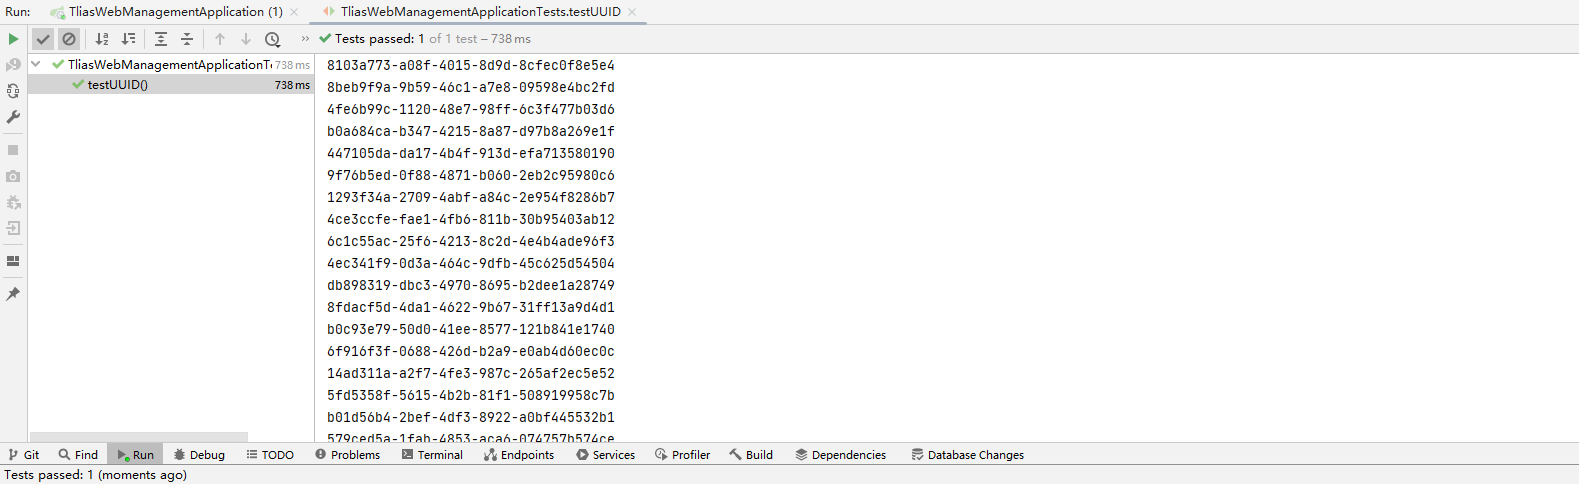 Run: TliasWebManagementApplication (1) TliasWebManagementApplicationTests.testUUID
Tests passed: 1 of 1 test – 738 ms
TliasWebManagementApplicationT 738 ms
testUUID() 738 ms
8103a773-a08f-4015-8d9d-8cfec0f8e5e4
8beb9f9a-9b59-46c1-a7e8-09598e4bc2fd
4fe6b99c-1120-48e7-98ff-6c3f477b03d6
b0a684ca-b347-4215-8a87-d97b8a269e1f
447105da-da17-4b4f-913d-efa713580190
9f76b5ed-0f88-4871-b060-2eb2c95980c6
1293f34a-2709-4abf-a84c-2e954f8286b7
4ce3ccfe-fae1-4fb6-811b-30b95403ab12
6c1c55ac-25f6-4213-8c2d-4e4b4ade96f3
4ec341f9-0d3a-464c-9dfb-45c625d54504
db898319-dbc3-4970-8695-b2dee1a28749
8fdacf5d-4da1-4622-9b67-31ff13a9d4d1
b0c93e79-50d0-41ee-8577-121b841e1740
6f916f3f-0688-426d-b2a9-e0ab4d60ec0c
14ad311a-a2f7-4fe3-987c-265af2ec5e52
5fd5358f-5615-4b2b-81f1-508919958c7b
b01d56b4-2bef-4df3-8922-a0bf445532b1
579ced5a-1fab-4853-aca6-074757b574ce
Git Find Run Debug TODO Problems Terminal Endpoints Services Profiler Build Dependencies Database Changes
Tests passed: 1 (moments ago)